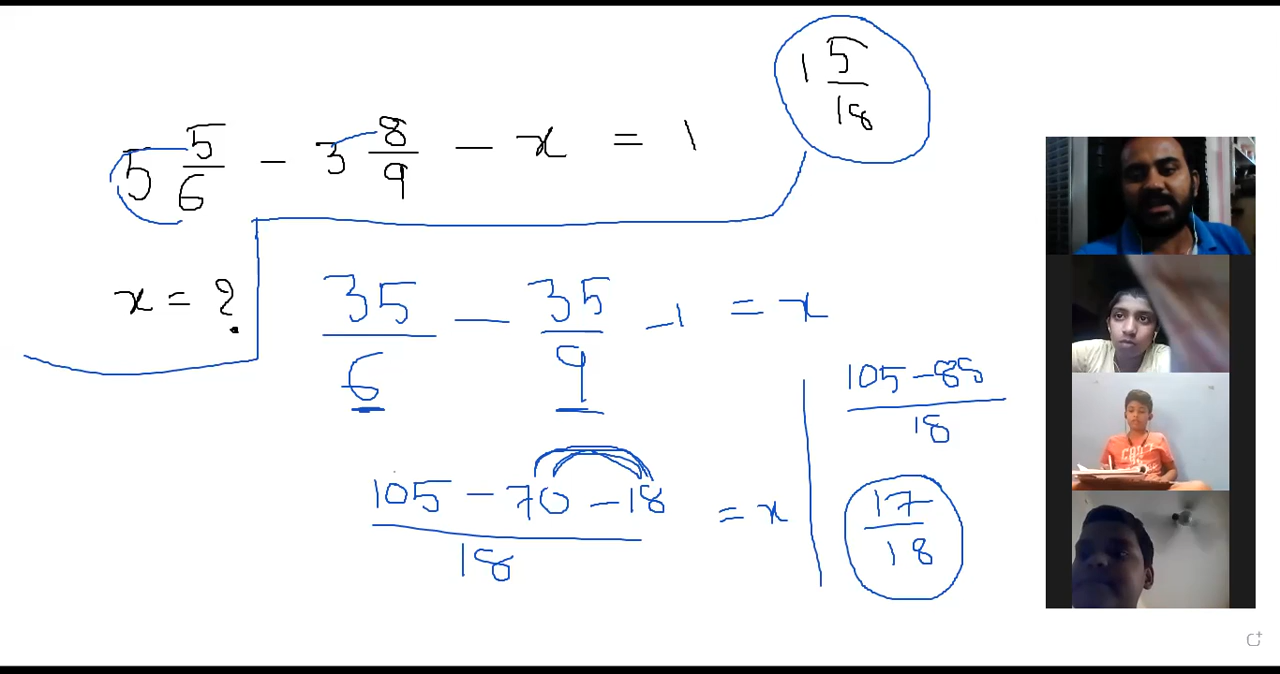 5 5/6 - 3 8/9 - x = 1
1 5/18
x = ?
35/6 - 35/9 - 1 = x
105 - 70 - 18 / 18 = x
105 - 88 / 18
17/18